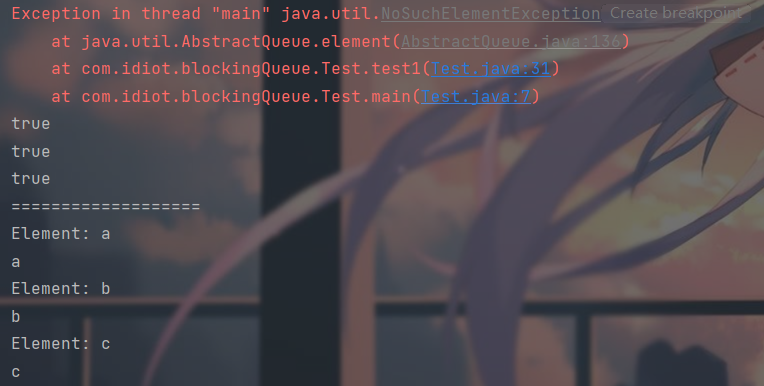 Exception in thread "main" java.util.NoSuchElementException Create breakpoint
    at java.util.AbstractQueue.element(AbstractQueue.java:136)
    at com.idiot.blockingQueue.Test.test1(Test.java:31)
    at com.idiot.blockingQueue.Test.main(Test.java:7)
true
true
true
===================
Element: a
a
Element: b
b
Element: c
c